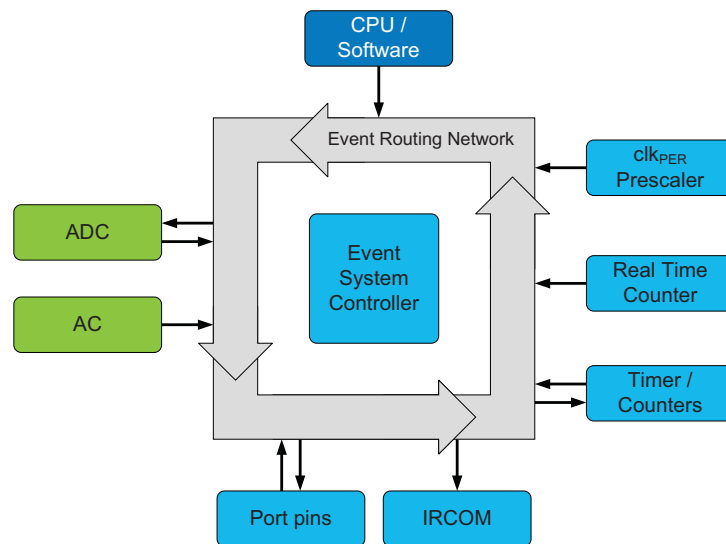 CPU /
Software
Event Routing Network
clkPER
Prescaler
ADC
Event
System
Controller
Real Time
Counter
AC
Timer /
Counters
Port pins
IRCOM